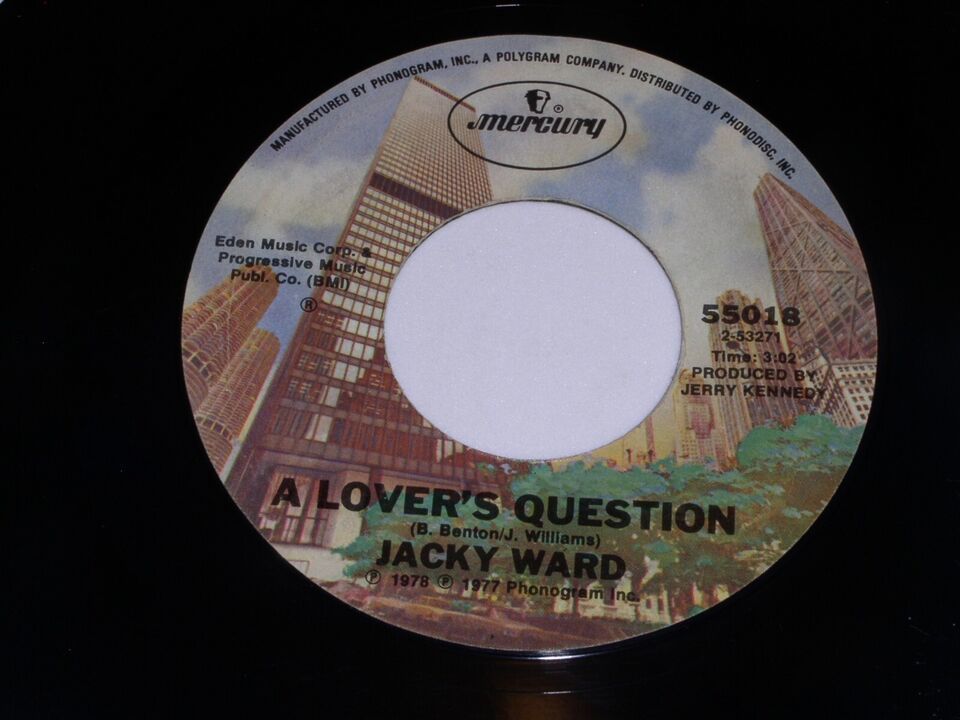 MANUFACTURED BY PHONOGRAM, INC., A POLYGRAM COMPANY. DISTRIBUTED BY PHONODISC, INC.
® 
mercury
Eden Music Corp. &
Progressive Music
Publ. Co. (BMI)
®
55018
2-53271
Time: 3:02
PRODUCED BY
JERRY KENNEDY
A LOVER'S QUESTION
(B. Benton/J. Williams)
JACKY WARD
℗ 1978 ℗ 1977 Phonogram Inc.